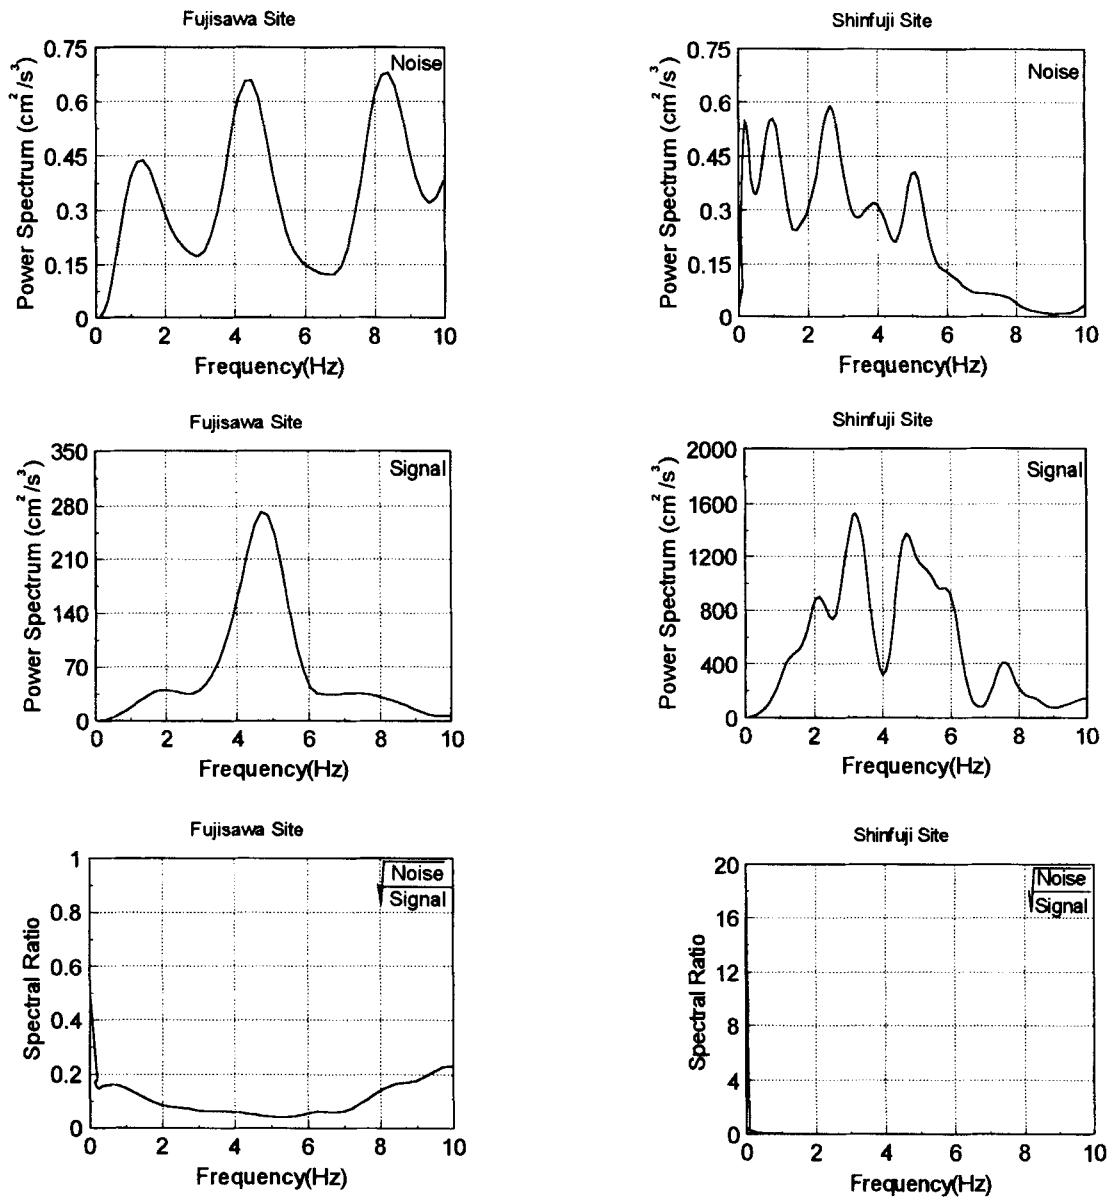 Fujisawa Site
0.75
0.6
0.45
0.3
0.15
0
Power Spectrum (cm²/s³)
Noise
0 2 4 6 8 10
Frequency(Hz)
Shinfuji Site
0.75
0.6
0.45
0.3
0.15
0
Power Spectrum (cm²/s³)
Noise
0 2 4 6 8 10
Frequency(Hz)
Fujisawa Site
350
280
210
140
70
0
Power Spectrum (cm²/s³)
Signal
0 2 4 6 8 10
Frequency(Hz)
Shinfuji Site
2000
1600
1200
800
400
0
Power Spectrum (cm²/s³)
Signal
0 2 4 6 8 10
Frequency(Hz)
Fujisawa Site
1
0.8
0.6
0.4
0.2
0
Spectral Ratio
Noise
Signal
0 2 4 6 8 10
Frequency(Hz)
Shinfuji Site
20
16
12
8
4
0
Spectral Ratio
Noise
Signal
0 2 4 6 8 10
Frequency(Hz)